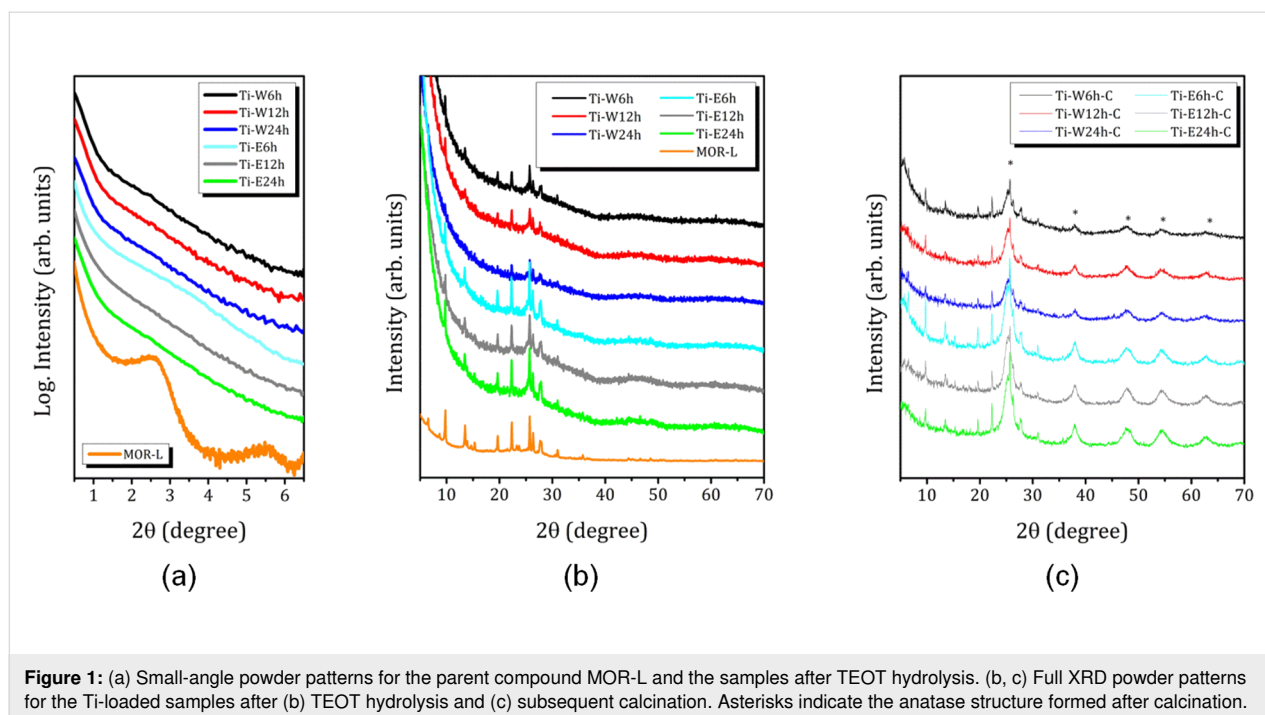 Ti-W6h
Ti-W12h
Ti-W24h
Ti-E6h
Ti-E12h
Ti-E24h
MOR-L
Log. Intensity (arb. units)
1 2 3 4 5 6
2θ (degree)
(a)
Ti-W6h Ti-E6h
Ti-W12h Ti-E12h
Ti-W24h Ti-E24h
MOR-L
Intensity (arb. units)
10 20 30 40 50 60 70
2θ (degree)
(b)
Ti-W6h-C Ti-E6h-C
Ti-W12h-C Ti-E12h-C
Ti-W24h-C Ti-E24h-C
* * * * *
Intensity (arb. units)
10 20 30 40 50 60 70
2θ (degree)
(c)
Figure 1: (a) Small-angle powder patterns for the parent compound MOR-L and the samples after TEOT hydrolysis. (b, c) Full XRD powder patterns
for the Ti-loaded samples after (b) TEOT hydrolysis and (c) subsequent calcination. Asterisks indicate the anatase structure formed after calcination.